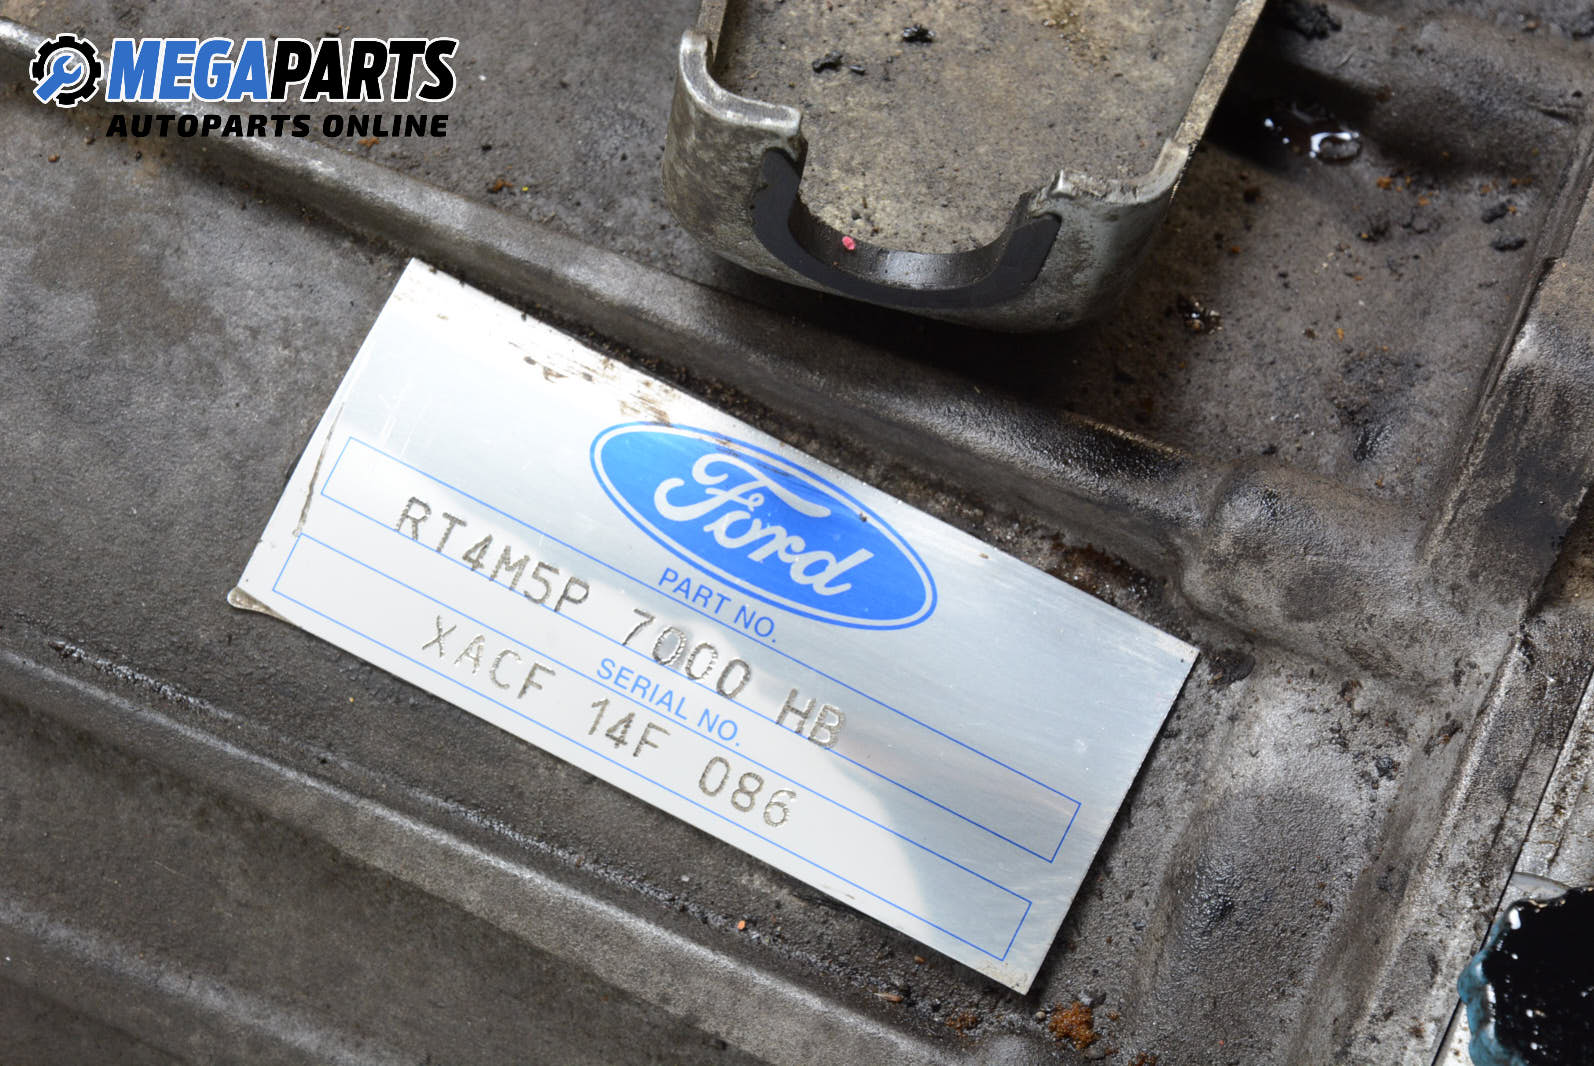 MEGAPARTS
AUTOPARTS ONLINE
Ford
PART NO.
RT4M5P 7000 HB
SERIAL NO.
XACF 14F 086